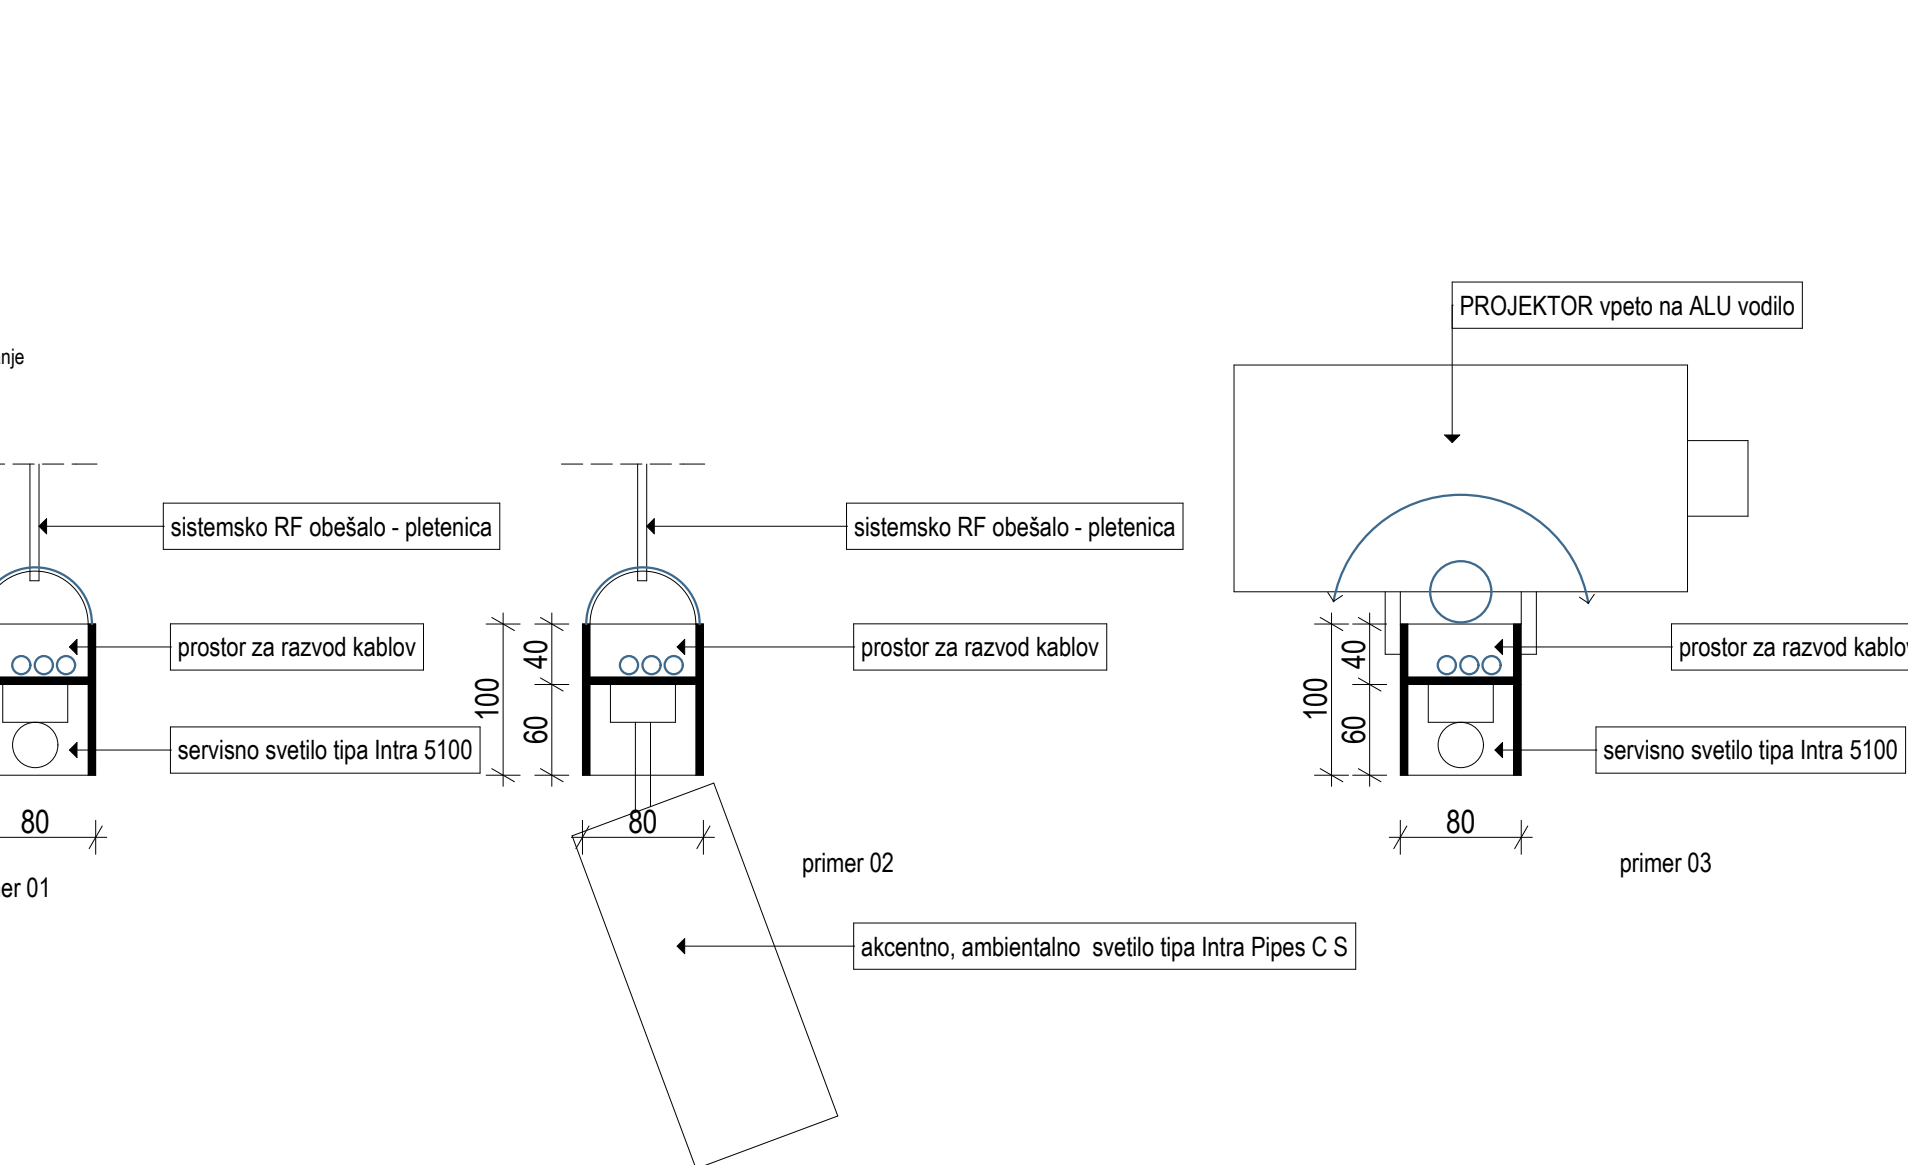 PROJEKTOR vpeto na ALU vodilo
nje
sistemsko RF obešalo - pletenica
sistemsko RF obešalo - pletenica
prostor za razvod kablov
100
40
60
prostor za razvod kablov
100
40
60
prostor za razvod kablov
servisno svetilo tipa Intra 5100
servisno svetilo tipa Intra 5100
80
80
80
primer 02
primer 03
er 01
akcentno, ambientalno  svetilo tipa Intra Pipes C S